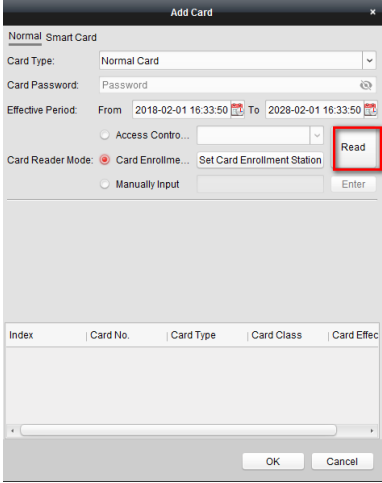 Add Card ×
Normal Smart Card
Card Type: Normal Card
Card Password: Password
Effective Period: From 2018-02-01 16:33:50 To 2028-02-01 16:33:50
Access Contro...
Card Reader Mode: Card Enrollme... Set Card Enrollment Station Read
Manually Input Enter
Index Card No. Card Type Card Class Card Effec
OK Cancel